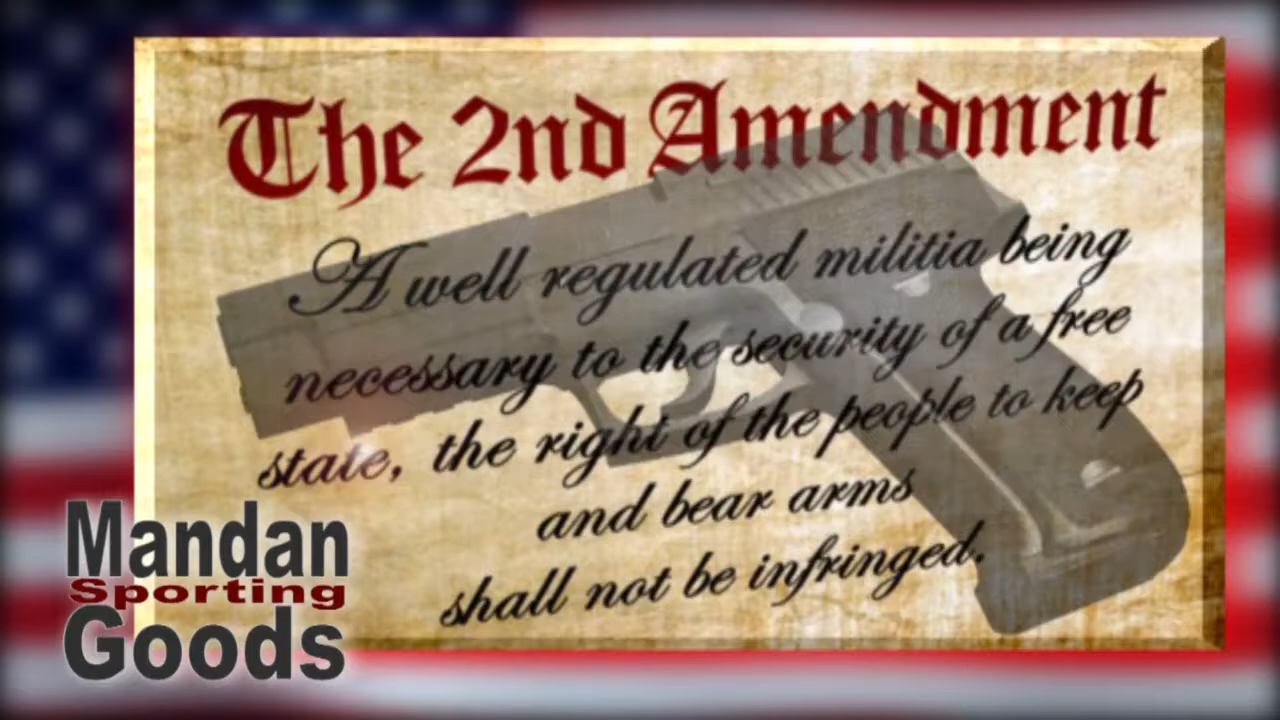 The 2nd Amendment
A well regulated militia being
necessary to the security of a free
state, the right of the people to keep
and bear arms
shall not be infringed.
Mandan
Sporting
Goods